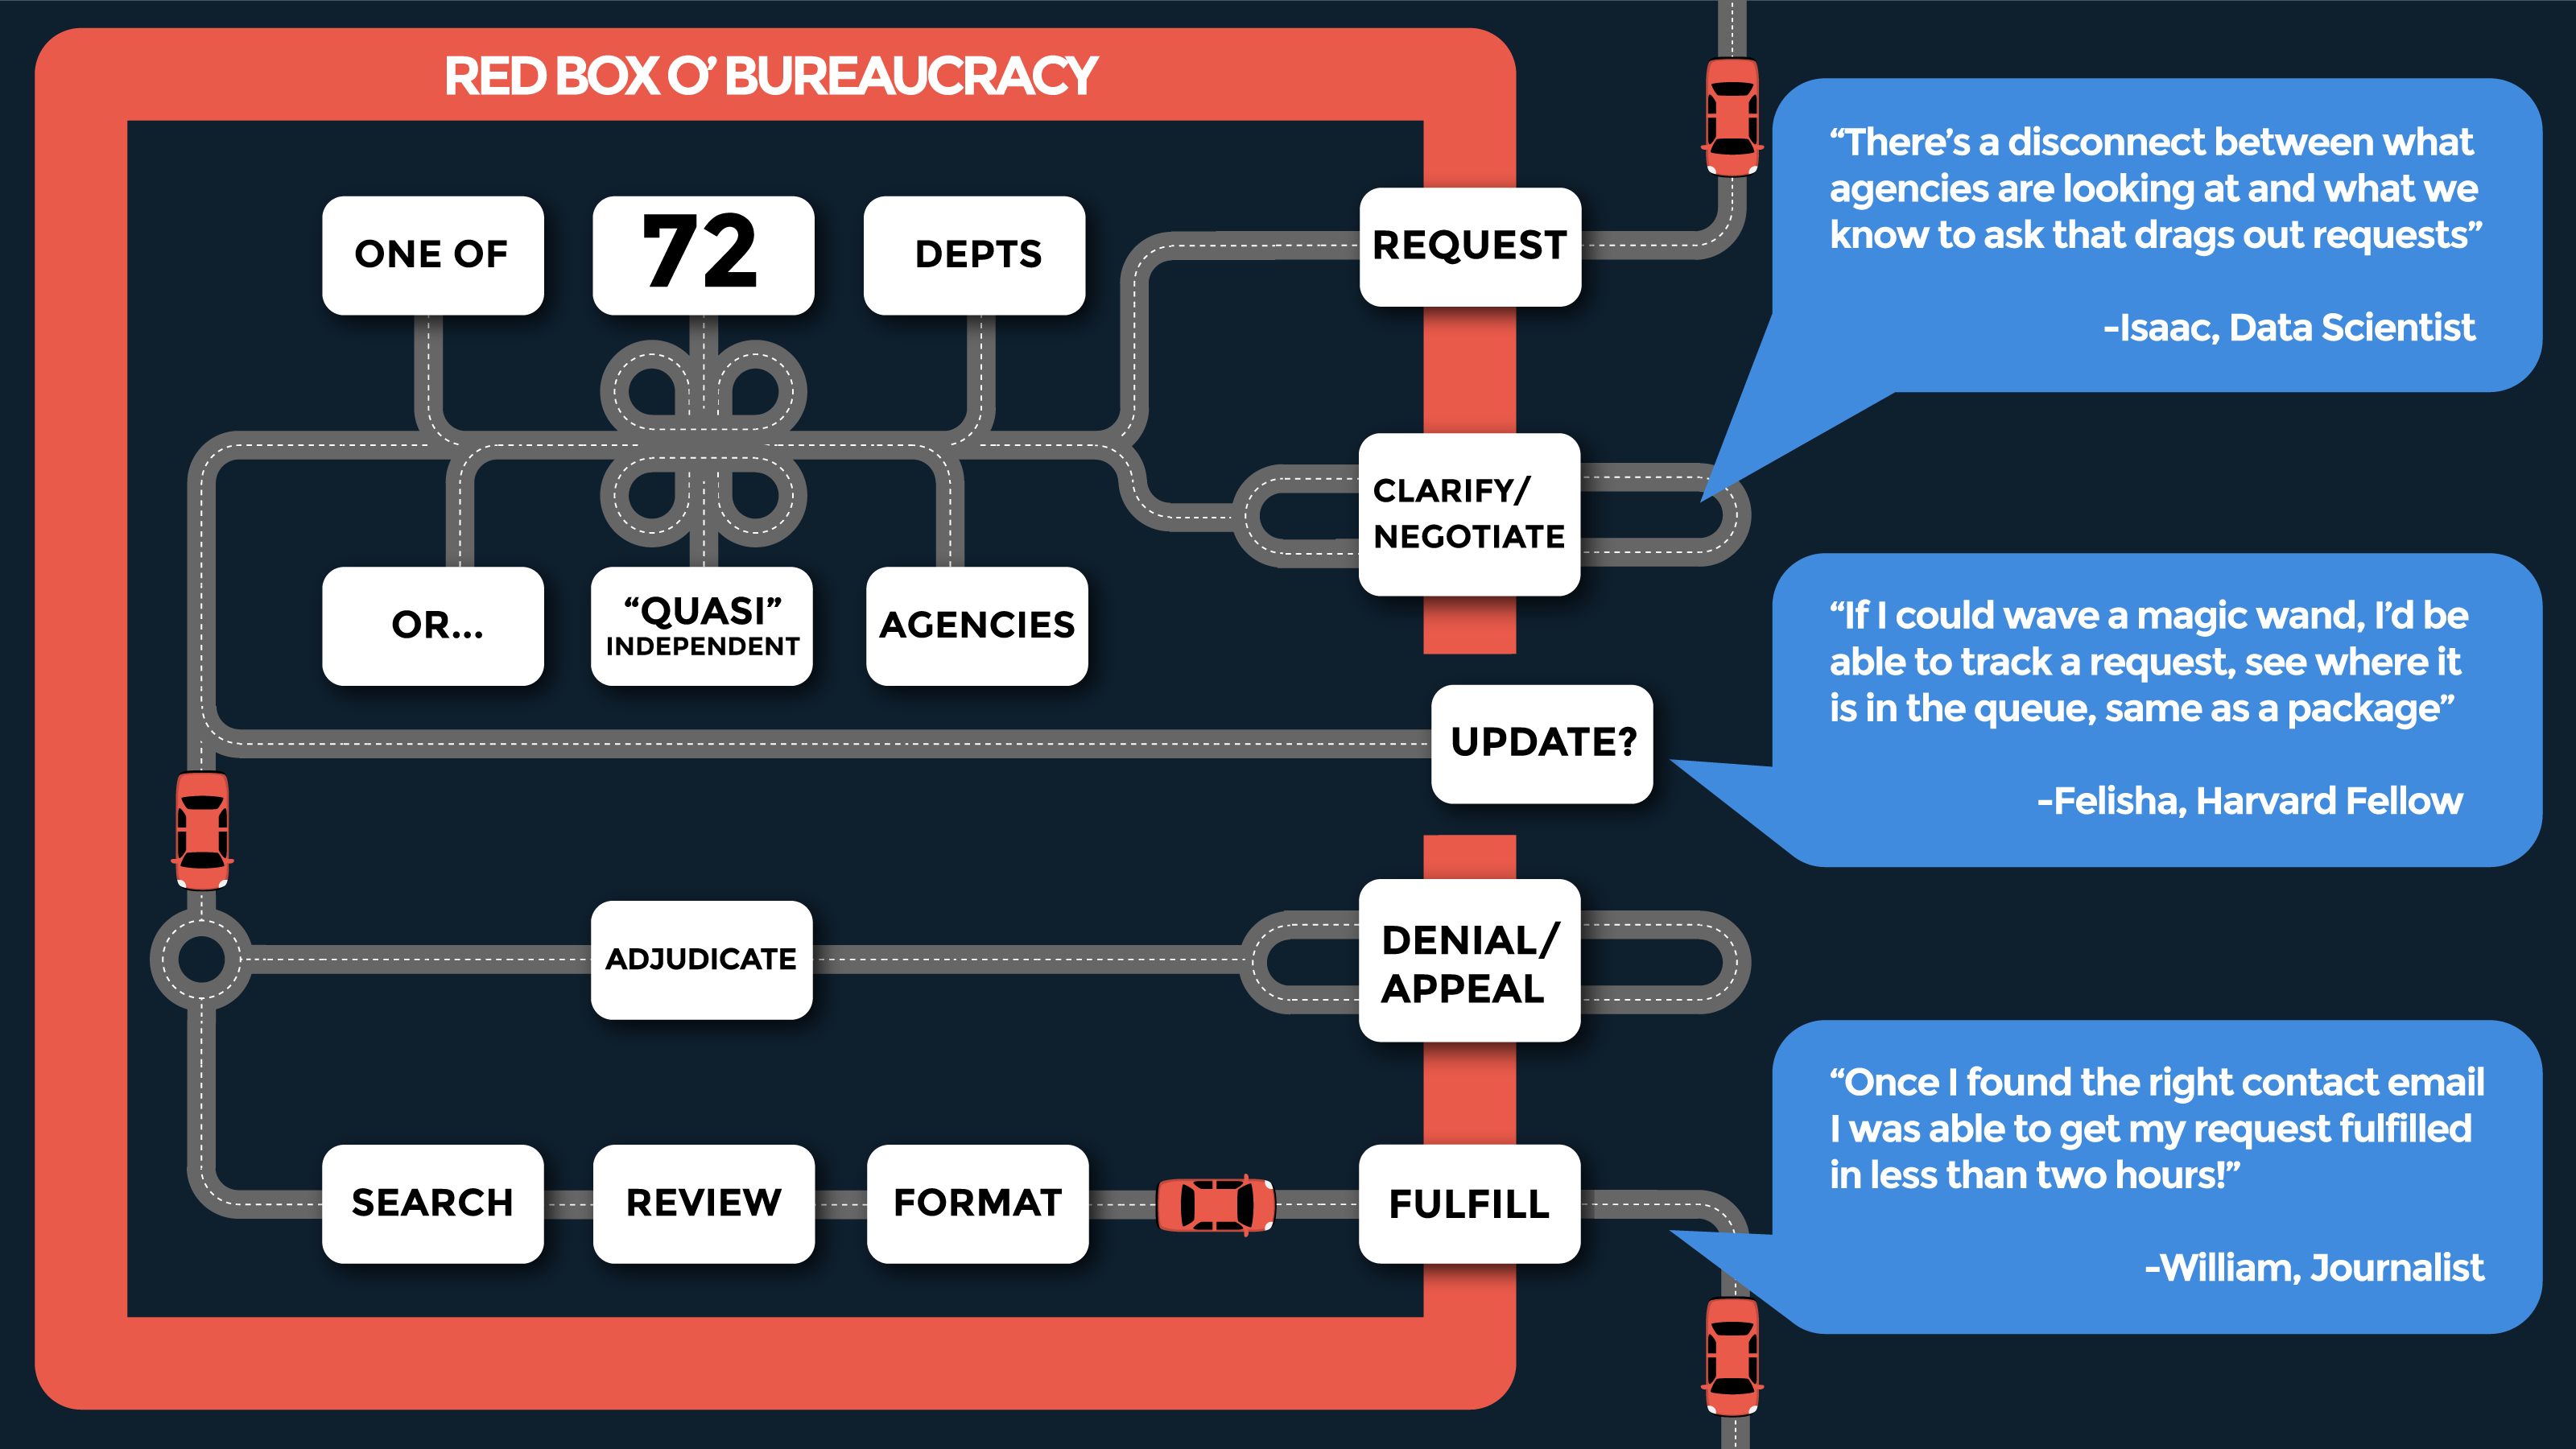 RED BOX O’ BUREAUCRACY
ONE OF
72
DEPTS
REQUEST
“There’s a disconnect between what
agencies are looking at and what we
know to ask that drags out requests”
-Isaac, Data Scientist
CLARIFY/
NEGOTIATE
OR...
“QUASI”
INDEPENDENT
AGENCIES
“If I could wave a magic wand, I’d be
able to track a request, see where it
is in the queue, same as a package”
-Felisha, Harvard Fellow
UPDATE?
ADJUDICATE
DENIAL/
APPEAL
“Once I found the right contact email
I was able to get my request fulfilled
in less than two hours!”
-William, Journalist
SEARCH
REVIEW
FORMAT
FULFILL